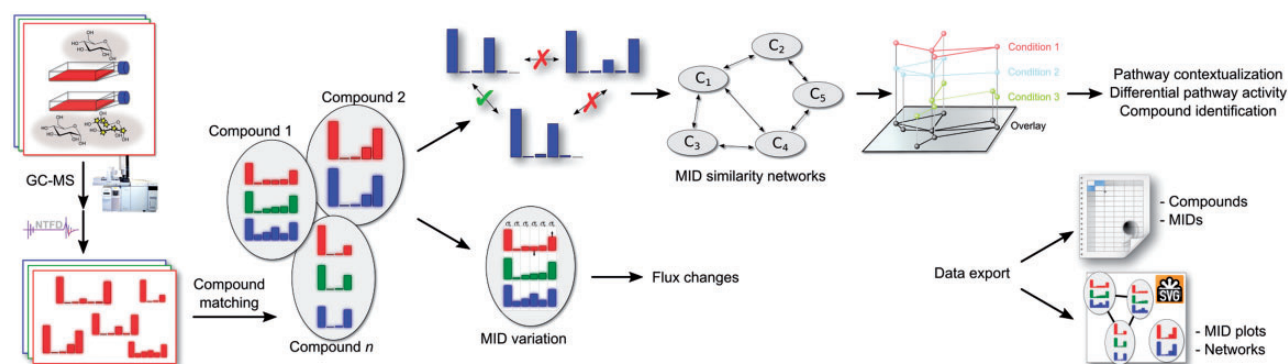 GC-MS
NTFD
Compound
matching
Compound 1
Compound 2
Compound n
MID variation
Flux changes
C1
C2
C3
C4
C5
MID similarity networks
Condition 1
Condition 2
Condition 3
Overlay
Pathway contextualization
Differential pathway activity
Compound identification
Data export
- Compounds
- MIDs
SVG
- MID plots
- Networks